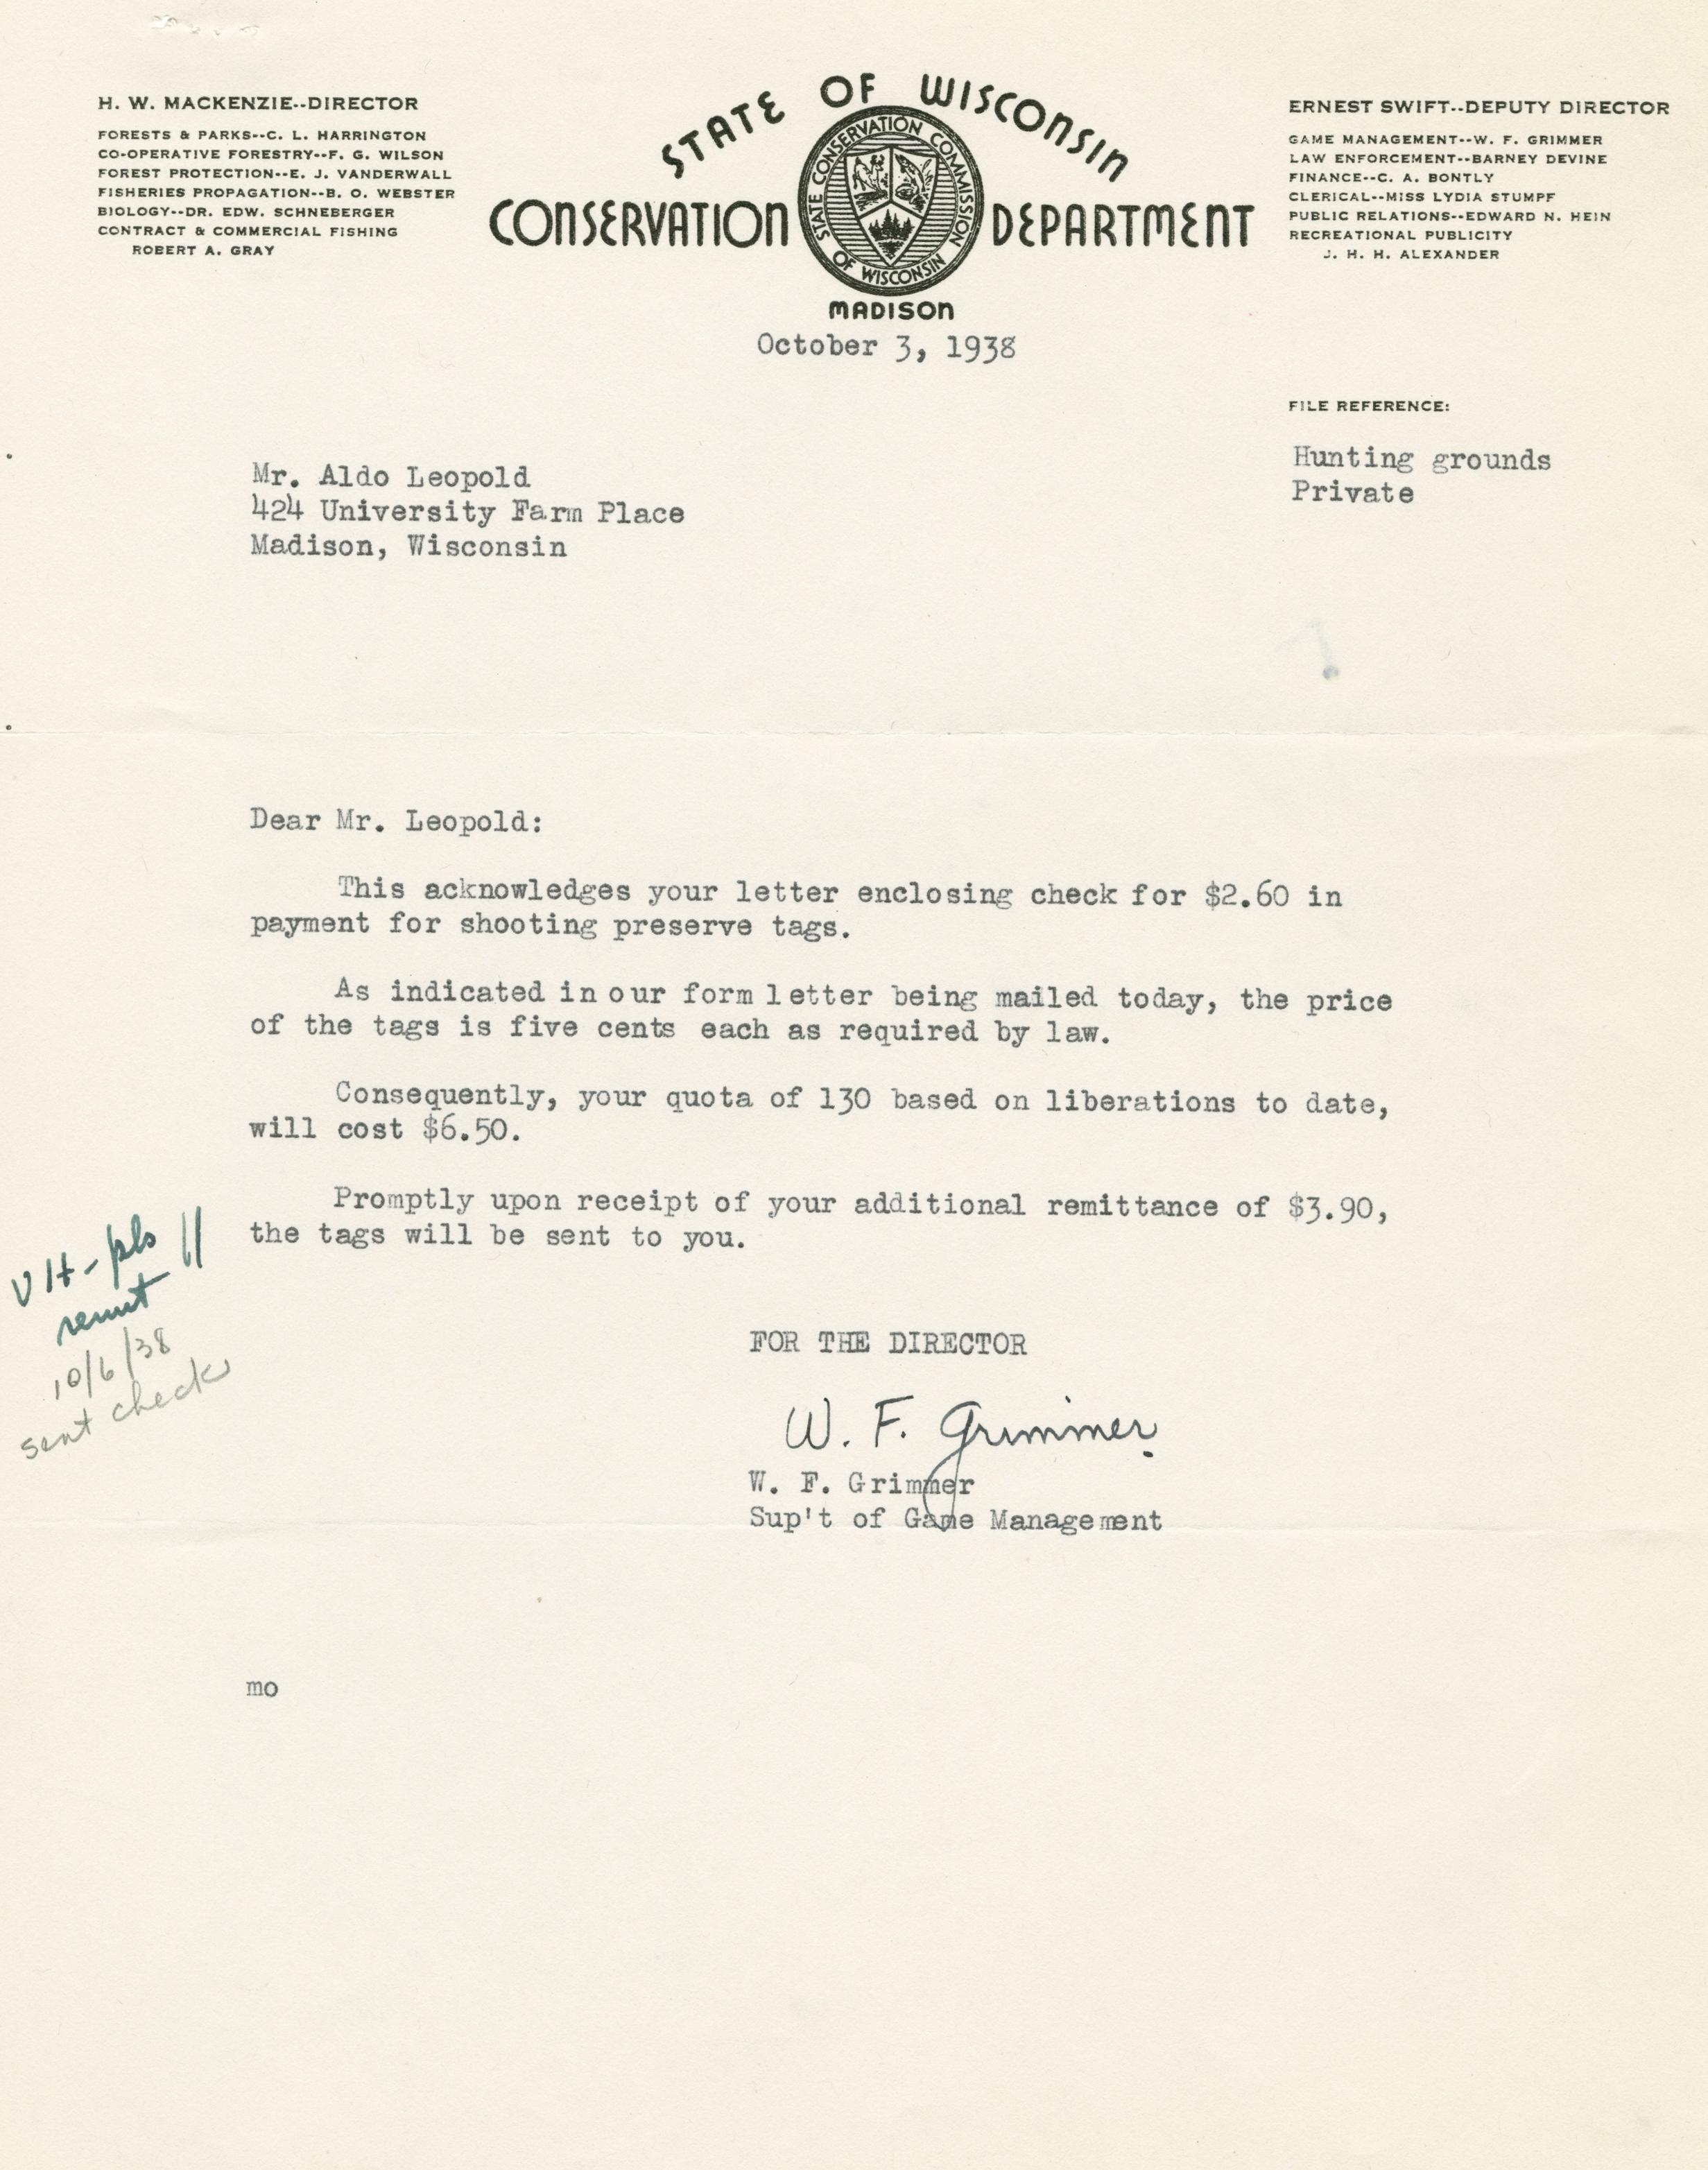 H. W. MACKENZIE--DIRECTOR
FORESTS & PARKS--C. L. HARRINGTON
CO-OPERATIVE FORESTRY--F. G. WILSON
FOREST PROTECTION--E. J. VANDERWALL
FISHERIES PROPAGATION--B. O. WEBSTER
BIOLOGY--DR. EDW. SCHNEBERGER
CONTRACT & COMMERCIAL FISHING
ROBERT A. GRAY
STATE OF WISCONSIN
CONSERVATION DEPARTMENT
STATE CONSERVATION COMMISSION OF WISCONSIN
MADISON
ERNEST SWIFT--DEPUTY DIRECTOR
GAME MANAGEMENT--W. F. GRIMMER
LAW ENFORCEMENT--BARNEY DEVINE
FINANCE--C. A. BONTLY
CLERICAL--MISS LYDIA STUMPF
PUBLIC RELATIONS--EDWARD N. HEIN
RECREATIONAL PUBLICITY
J. H. H. ALEXANDER
October 3, 1938
FILE REFERENCE:
Hunting grounds
Private
Mr. Aldo Leopold
424 University Farm Place
Madison, Wisconsin
Dear Mr. Leopold:
This acknowledges your letter enclosing check for $2.60 in
payment for shooting preserve tags.
As indicated in our form letter being mailed today, the price
of the tags is five cents each as required by law.
Consequently, your quota of 130 based on liberations to date,
will cost $6.50.
Promptly upon receipt of your additional remittance of $3.90,
the tags will be sent to you.
VH - pls
remit
10/6/38
sent check
FOR THE DIRECTOR
W. F. Grimmer
W. F. Grimmer
Sup't of Game Management
mo